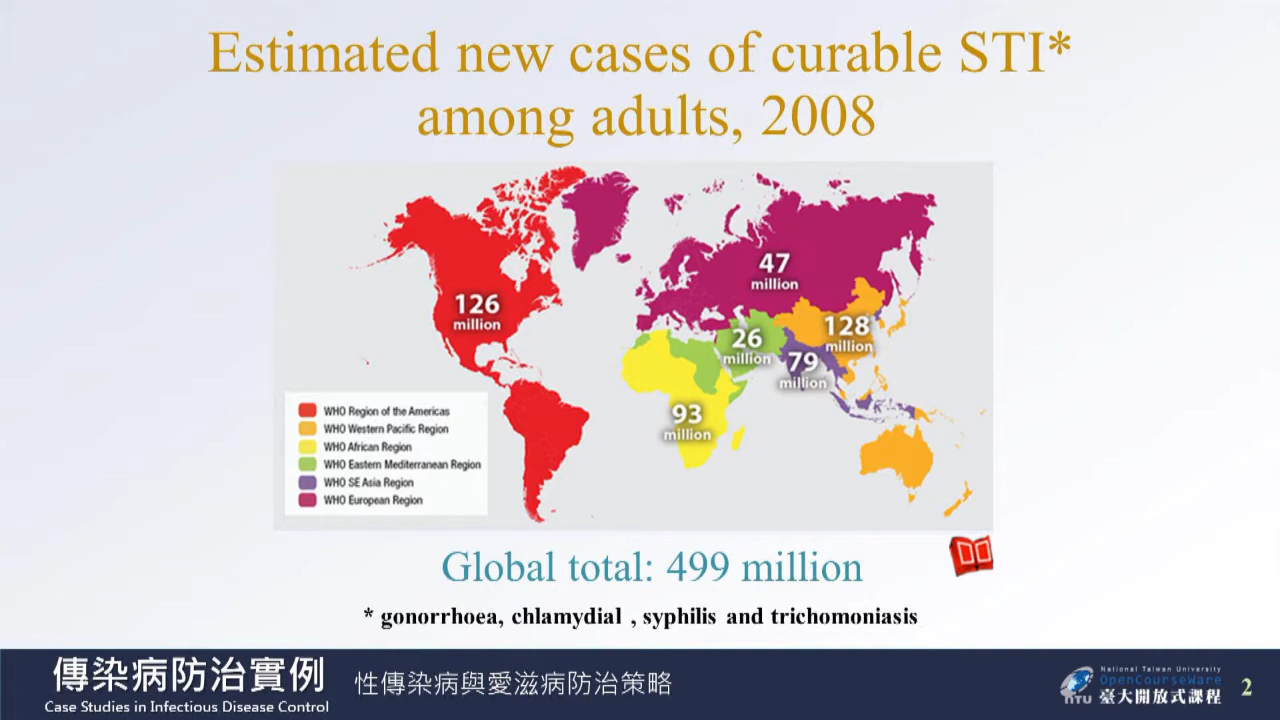 Estimated new cases of curable STI*
among adults, 2008
126
million
47
million
26
million
128
million
79
million
93
million
WHO Region of the Americas
WHO Western Pacific Region
WHO African Region
WHO Eastern Mediterranean Region
WHO SE Asia Region
WHO European Region
Global total: 499 million
* gonorrhoea, chlamydial , syphilis and trichomoniasis
傳染病防治實例
Case Studies in Infectious Disease Control
性傳染病與愛滋病防治策略
National Taiwan University
OpenCourseWare
NTU 臺大開放式課程
2